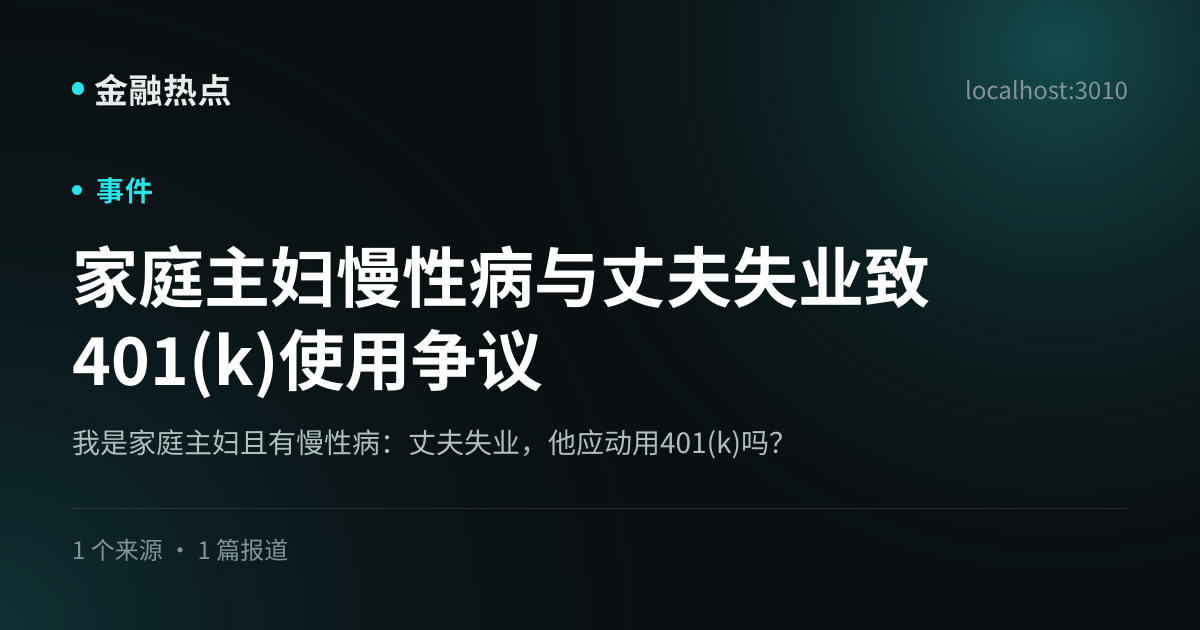 金融热点
localhost:3010
事件
家庭主妇慢性病与丈夫失业致
401(k)使用争议
我是家庭主妇且有慢性病：丈夫失业，他应动用401(k)吗？
1 个来源 · 1 篇报道